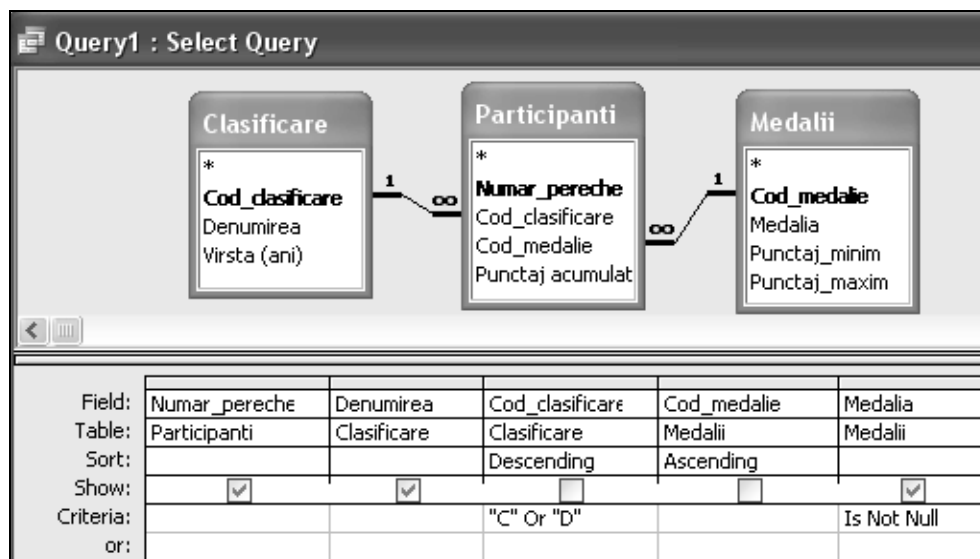 Query1 : Select Query
Clasificare
*
Cod_clasificare
Denumirea
Virsta (ani)
1
∞
Participanti
*
Numar_pereche
Cod_clasificare
Cod_medalie
Punctaj acumulat
∞
1
Medalii
*
Cod_medalie
Medalia
Punctaj_minim
Punctaj_maxim
Field: Numar_pereche Denumirea Cod_clasificare Cod_medalie Medalia
Table: Participanti Clasificare Clasificare Medalii Medalii
Sort: Descending Ascending
Show:
Criteria: "C" Or "D" Is Not Null
or: